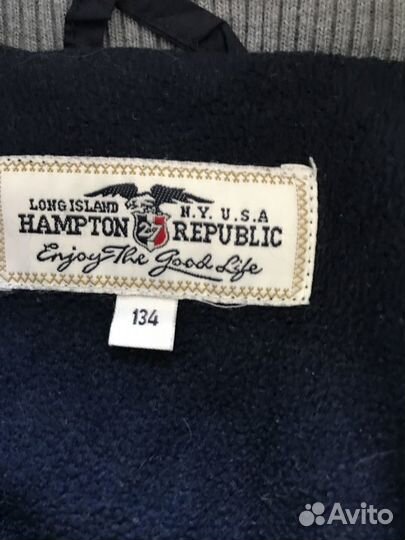 LONG ISLAND N.Y. U.S.A
HAMPTON 27 REPUBLIC
Enjoy The Good Life
134
Avito